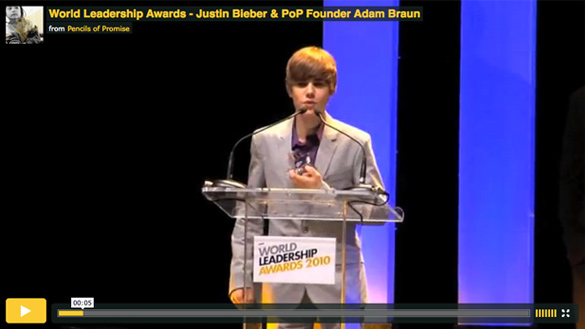 World Leadership Awards - Justin Bieber & PoP Founder Adam Braun
from Pencils of Promise
WORLD
LEADERSHIP
AWARDS 2010
00:05